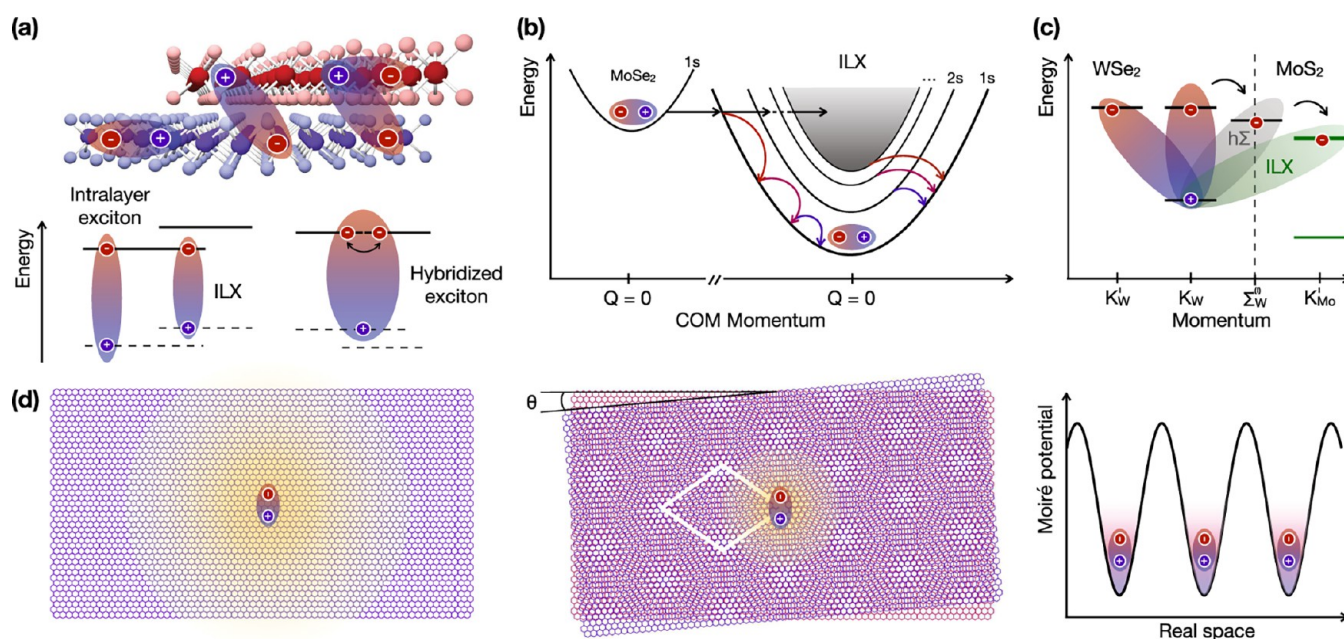 (a)
+
+
−
−
+
−
Intralayer
exciton
Energy
−
−
ILX
+
+
−
−
Hybridized
exciton
+
(b)
Energy
MoSe₂
1s
− +
ILX
... 2s 1s
− +
Q = 0
Q = 0
COM Momentum
(c)
Energy
WSe₂
MoS₂
−
−
−
−
hΣ
ILX
+
K'W
KW
K'Mo
Momentum
(d)
−
+
θ
−
+
Moiré potential
−
+
−
+
−
+
Real space